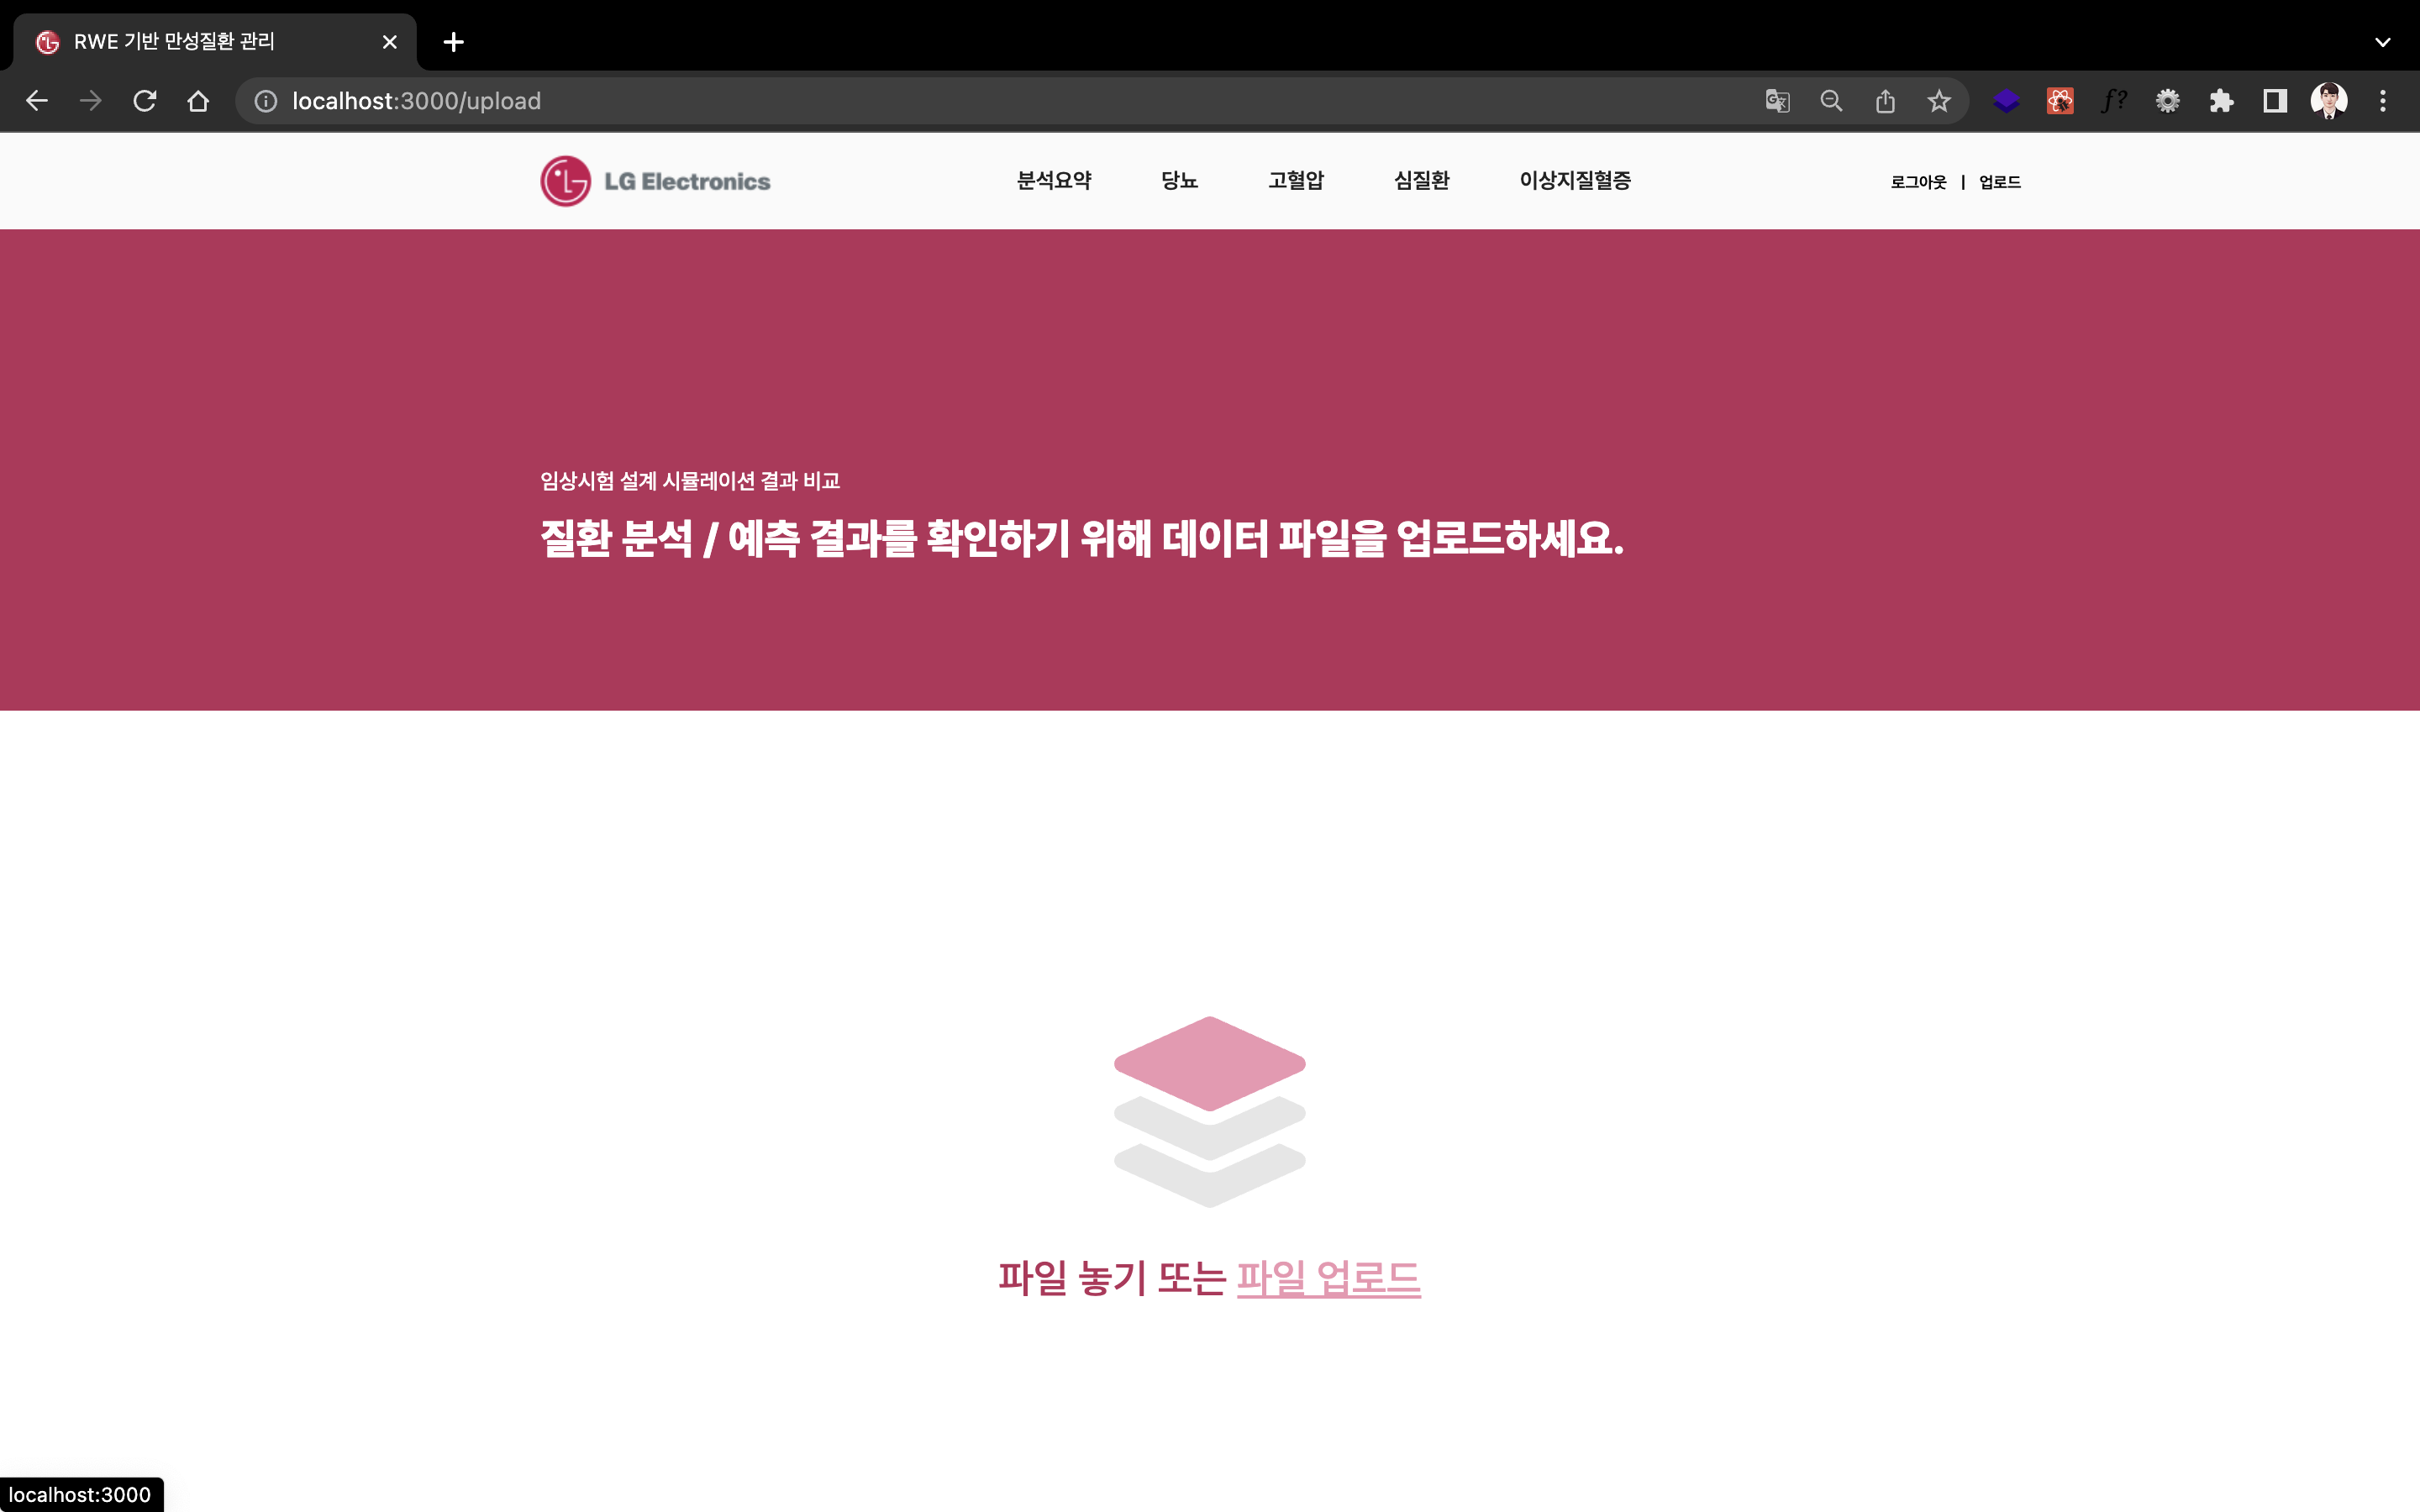 RWE 기반 만성질환 관리
localhost:3000/upload
LG Electronics
분석요약 당뇨 고혈압 심질환 이상지질혈증
로그아웃 | 업로드
임상시험 설계 시뮬레이션 결과 비교
질환 분석 / 예측 결과를 확인하기 위해 데이터 파일을 업로드하세요.
파일 놓기 또는 파일 업로드
localhost:3000